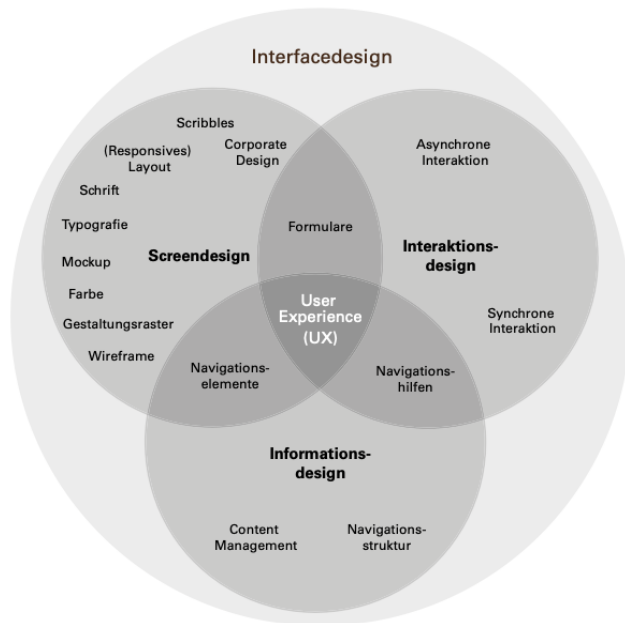 Interfacedesign
Scribbles
(Responsives)
Layout
Corporate
Design
Schrift
Typografie
Mockup
Screendesign
Farbe
Gestaltungsraster
Wireframe
Formulare
Asynchrone
Interaktion
Interaktions-
design
Synchrone
Interaktion
User
Experience
(UX)
Navigations-
elemente
Navigations-
hilfen
Informations-
design
Content
Management
Navigations-
struktur